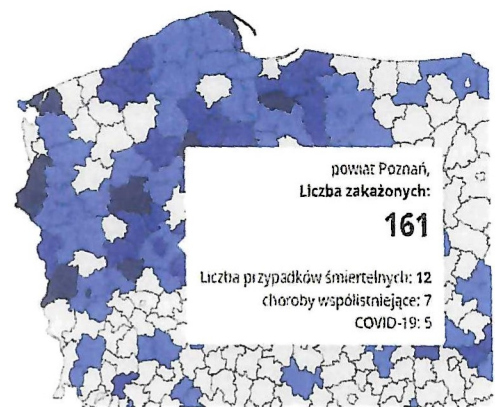 powiat Poznań,
Liczba zakażonych:
161
Liczba przypadków śmiertelnych: 12
choroby współistniejące: 7
COVID-19: 5